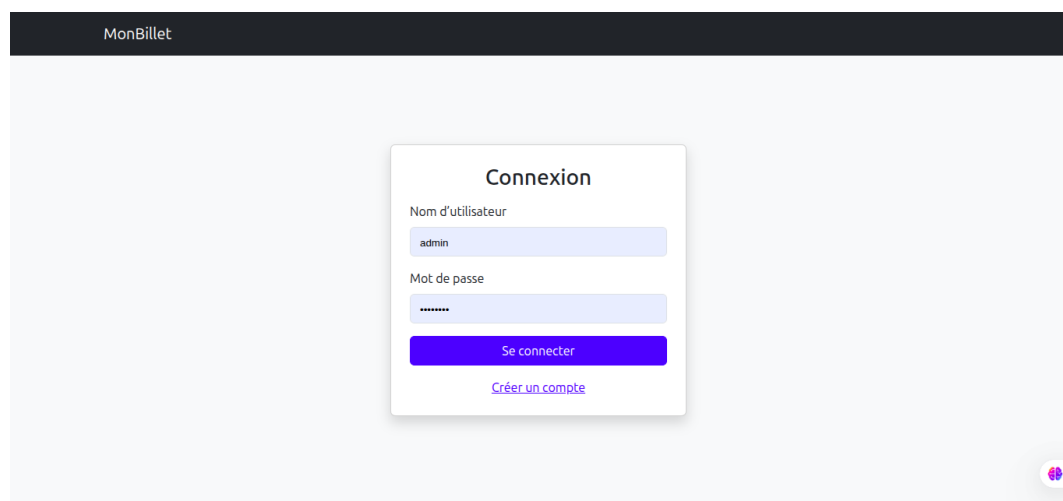 MonBillet
Connexion
Nom d’utilisateur
admin
Mot de passe
••••••••
Se connecter
Créer un compte